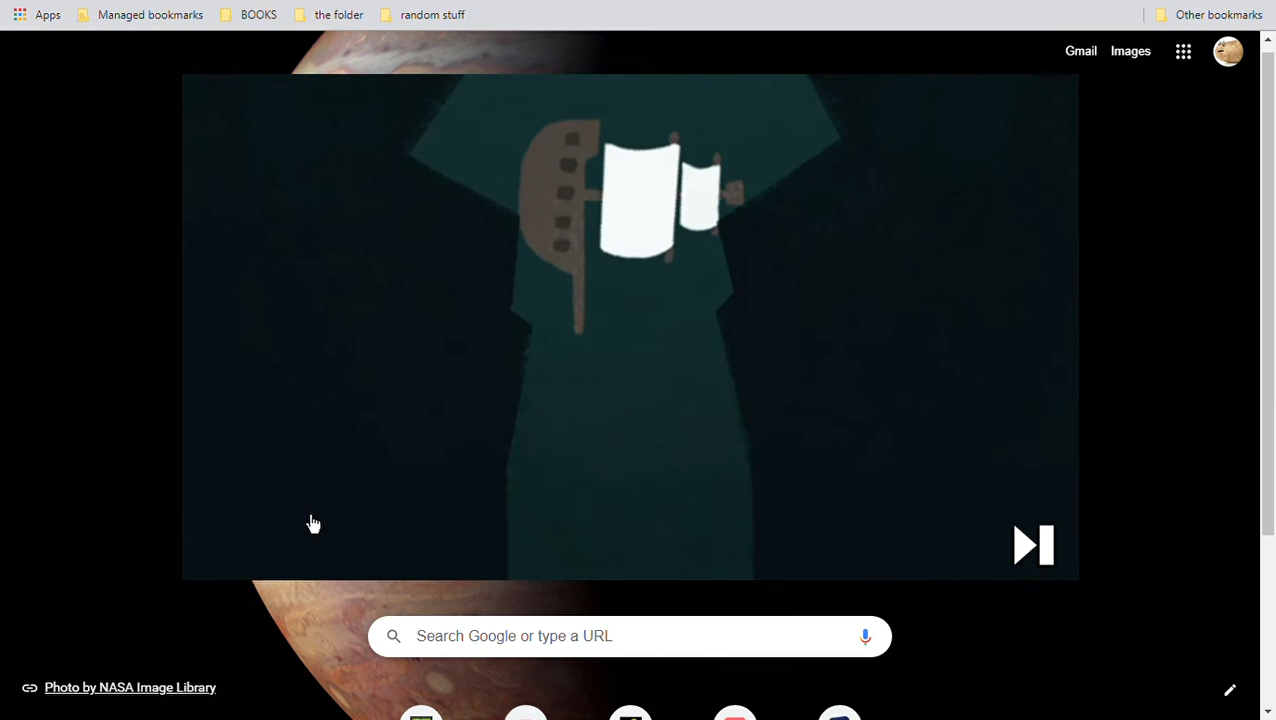 Apps Managed bookmarks BOOKS the folder random stuff Other bookmarks
Gmail Images
Search Google or type a URL
Photo by NASA Image Library